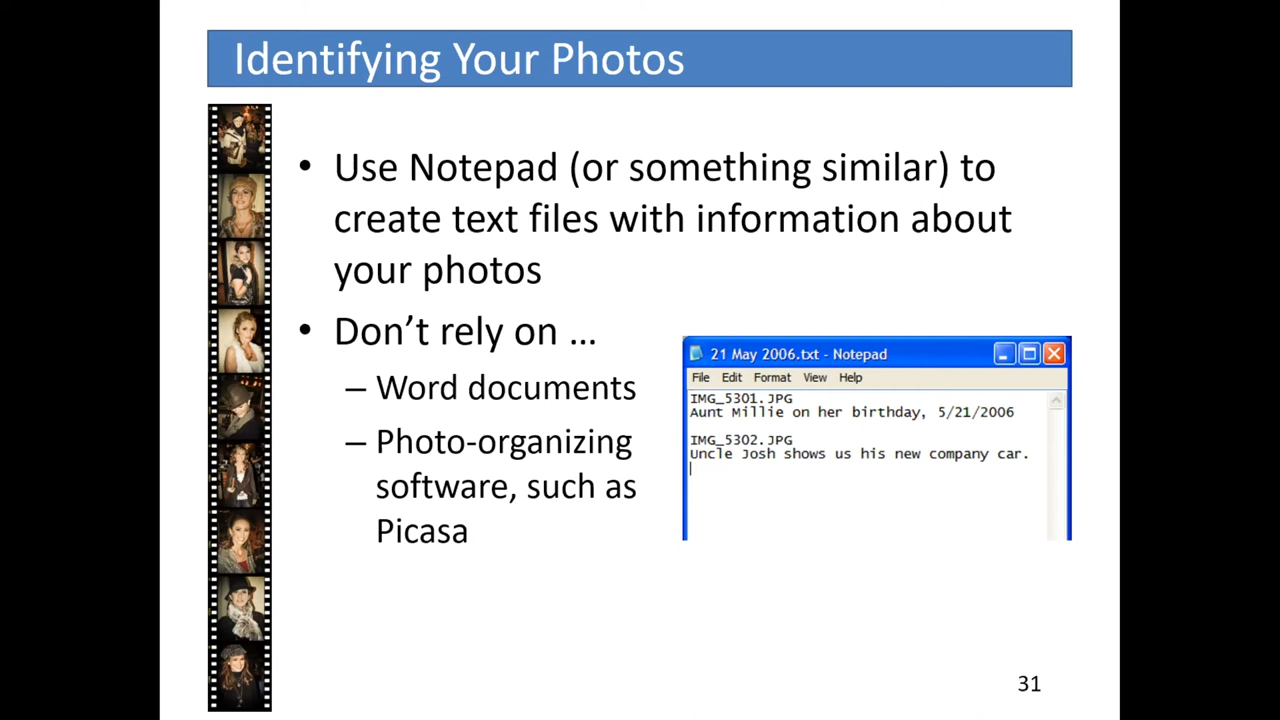 Identifying Your Photos
• Use Notepad (or something similar) to
create text files with information about
your photos
• Don’t rely on …
– Word documents
– Photo-organizing
software, such as
Picasa
21 May 2006.txt - Notepad
File Edit Format View Help
IMG_5301.JPG
Aunt Millie on her birthday, 5/21/2006
IMG_5302.JPG
Uncle Josh shows us his new company car.
31